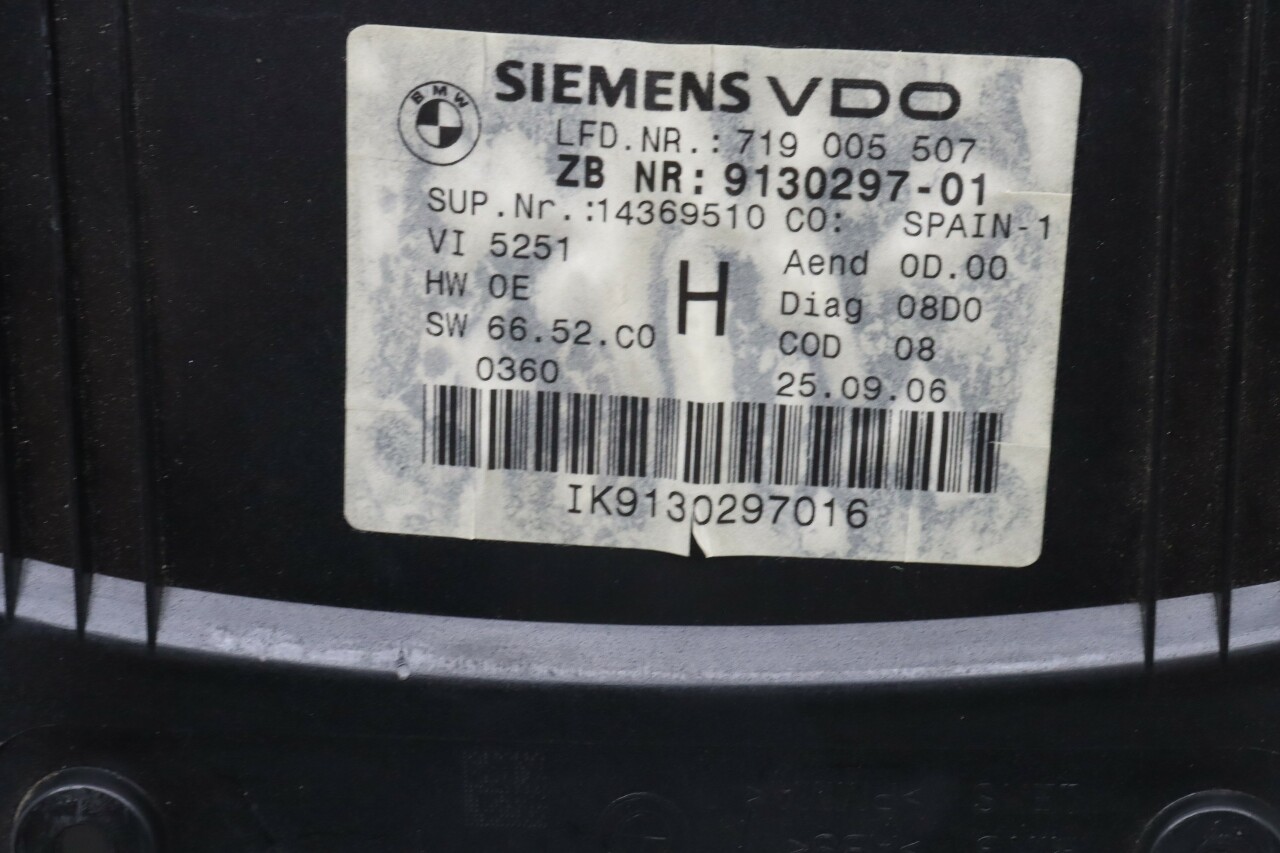 BMW
SIEMENS VDO
LFD.NR.: 719 005 507
ZB NR: 9130297-01
SUP.Nr.:14369510 CO: SPAIN-1
VI 5251
Aend 0D.00
HW 0E
H
Diag 08D0
SW 66.52.C0
COD 08
0360
25.09.06
IK9130297016